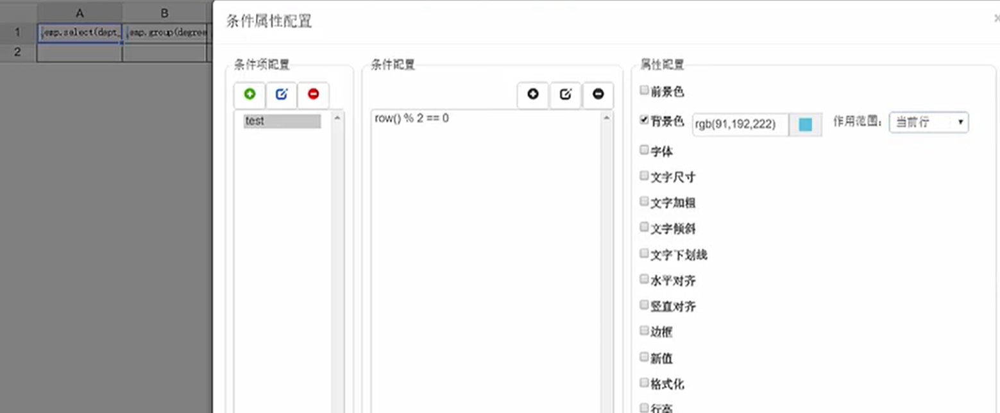 A B
1 emp.select(dept_ emp.group(degree
2
条件属性配置
条件项配置
test
条件配置
row() % 2 == 0
属性配置
前景色
背景色 rgb(91,192,222) 作用范围: 当前行
字体
文字尺寸
文字加粗
文字倾斜
文字下划线
水平对齐
竖直对齐
边框
新值
格式化
行高